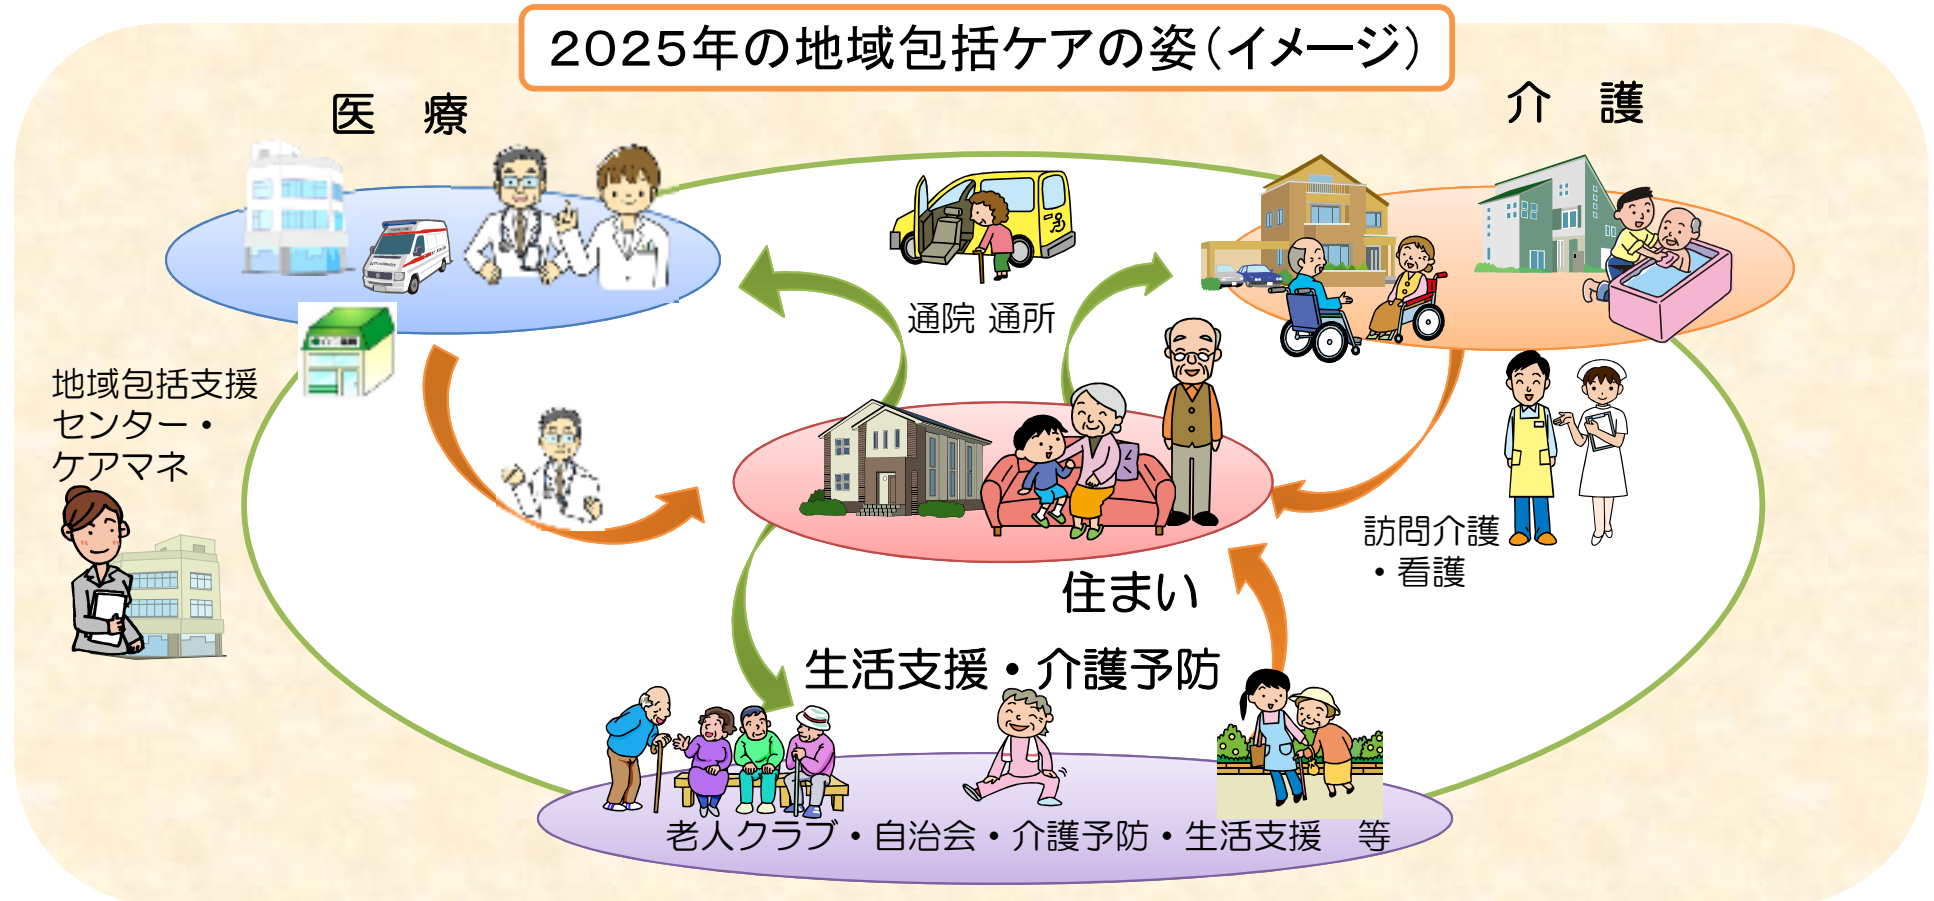 2025年の地域包括ケアの姿(イメージ)
医 療
介 護
通院 通所
地域包括支援
センター・
ケアマネ
訪問介護
・看護
住まい
生活支援・介護予防
老人クラブ・自治会・介護予防・生活支援 等